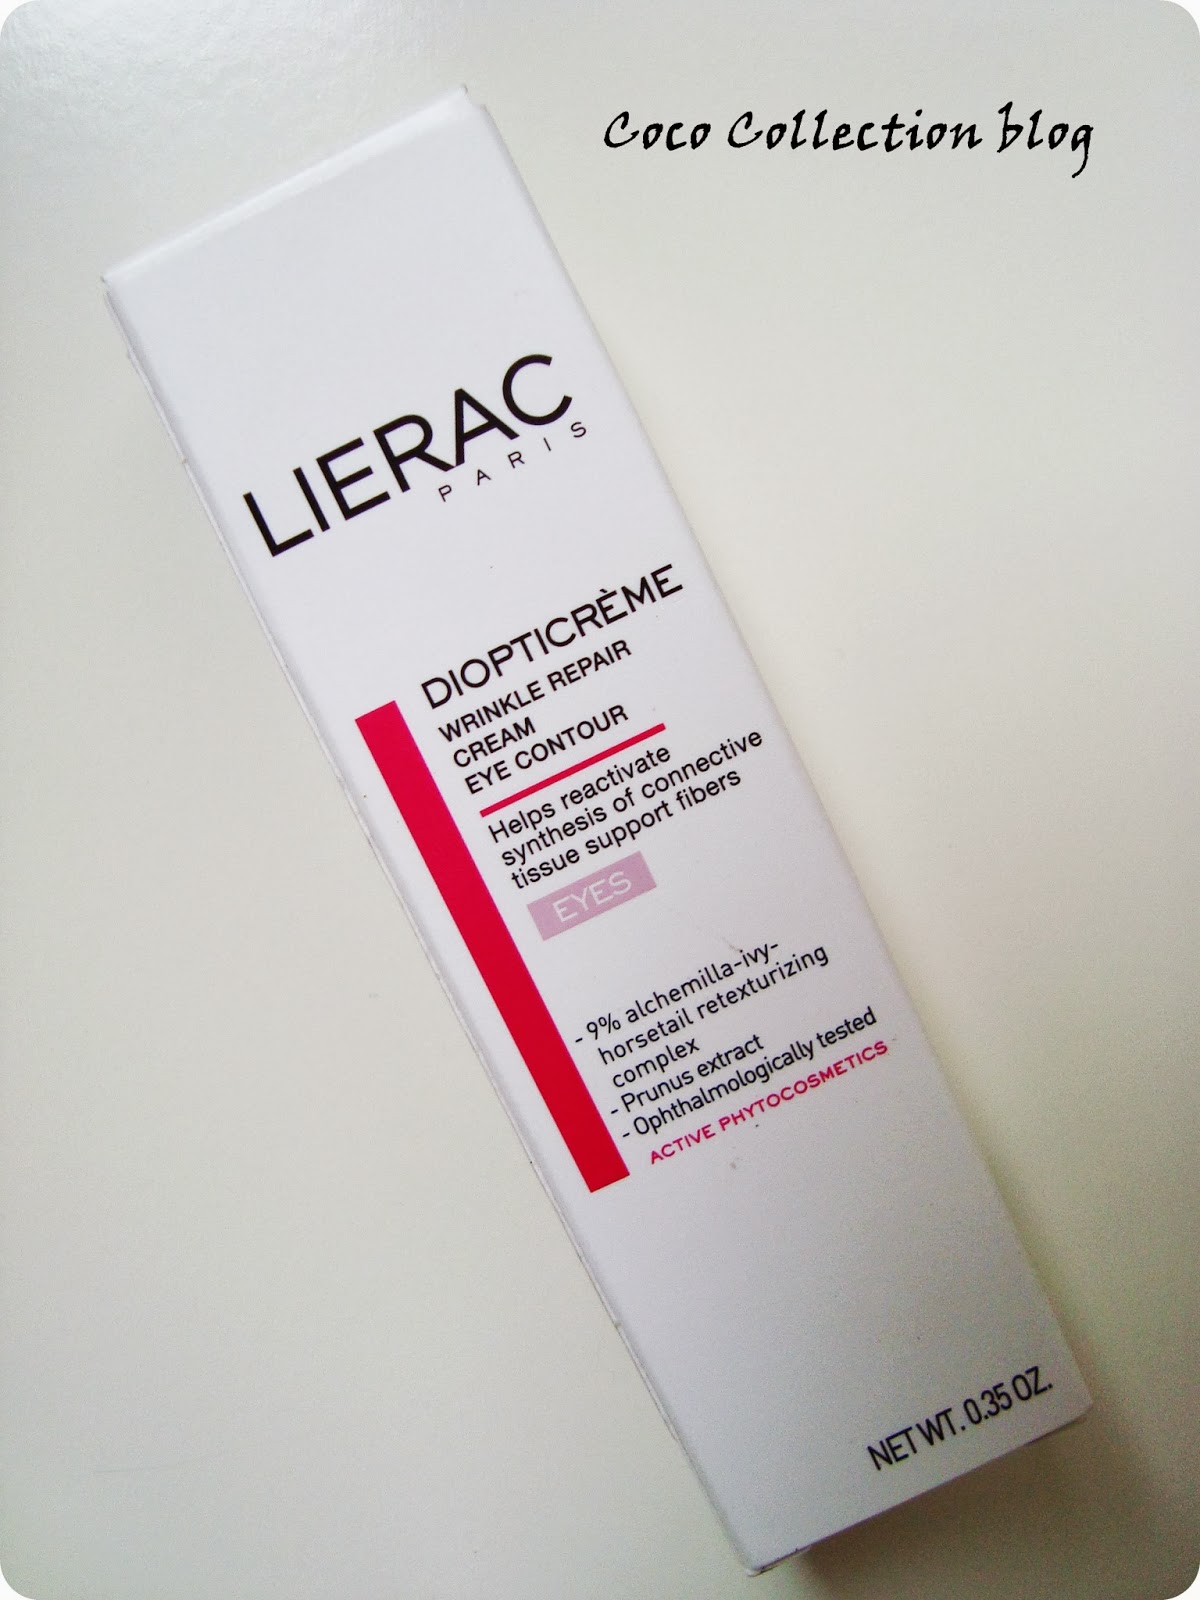 Coco Collection blog
LIERAC
PARIS
DIOPTICRÈME
WRINKLE REPAIR
CREAM
EYE CONTOUR
Helps reactivate
synthesis of connective
tissue support fibers
EYES
- 9% alchemilla-ivy-
horsetail retexturizing
complex
- Prunus extract
- Ophthalmologically tested
ACTIVE PHYTOCOSMETICS
NET WT. 0.35 OZ.